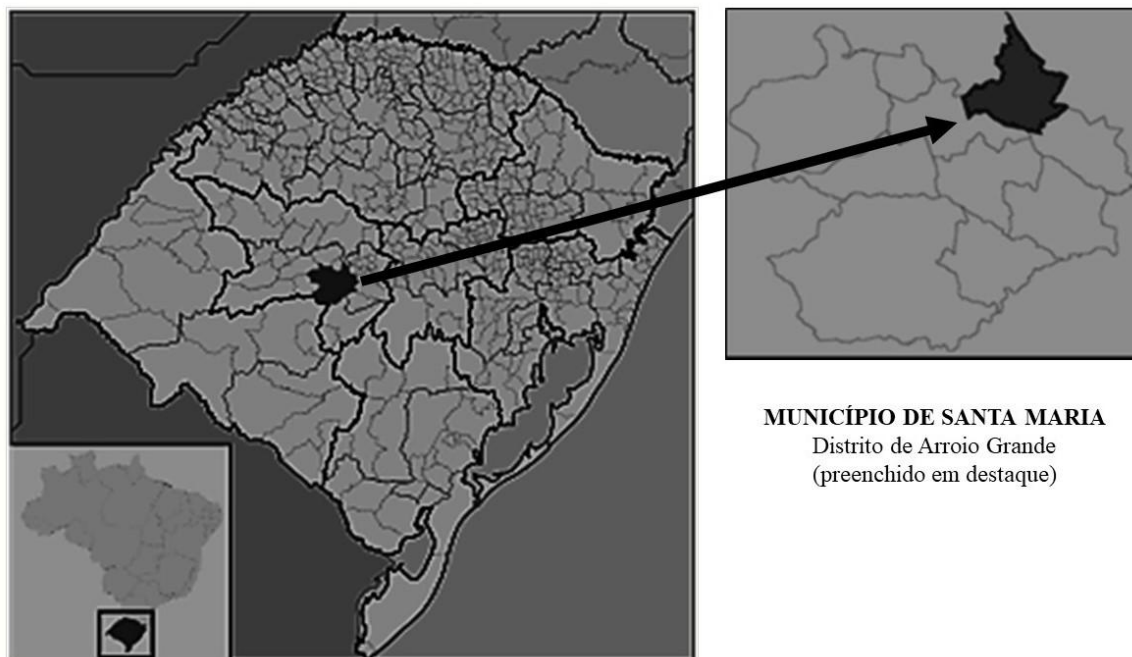 MUNICÍPIO DE SANTA MARIA
Distrito de Arroio Grande
(preenchido em destaque)